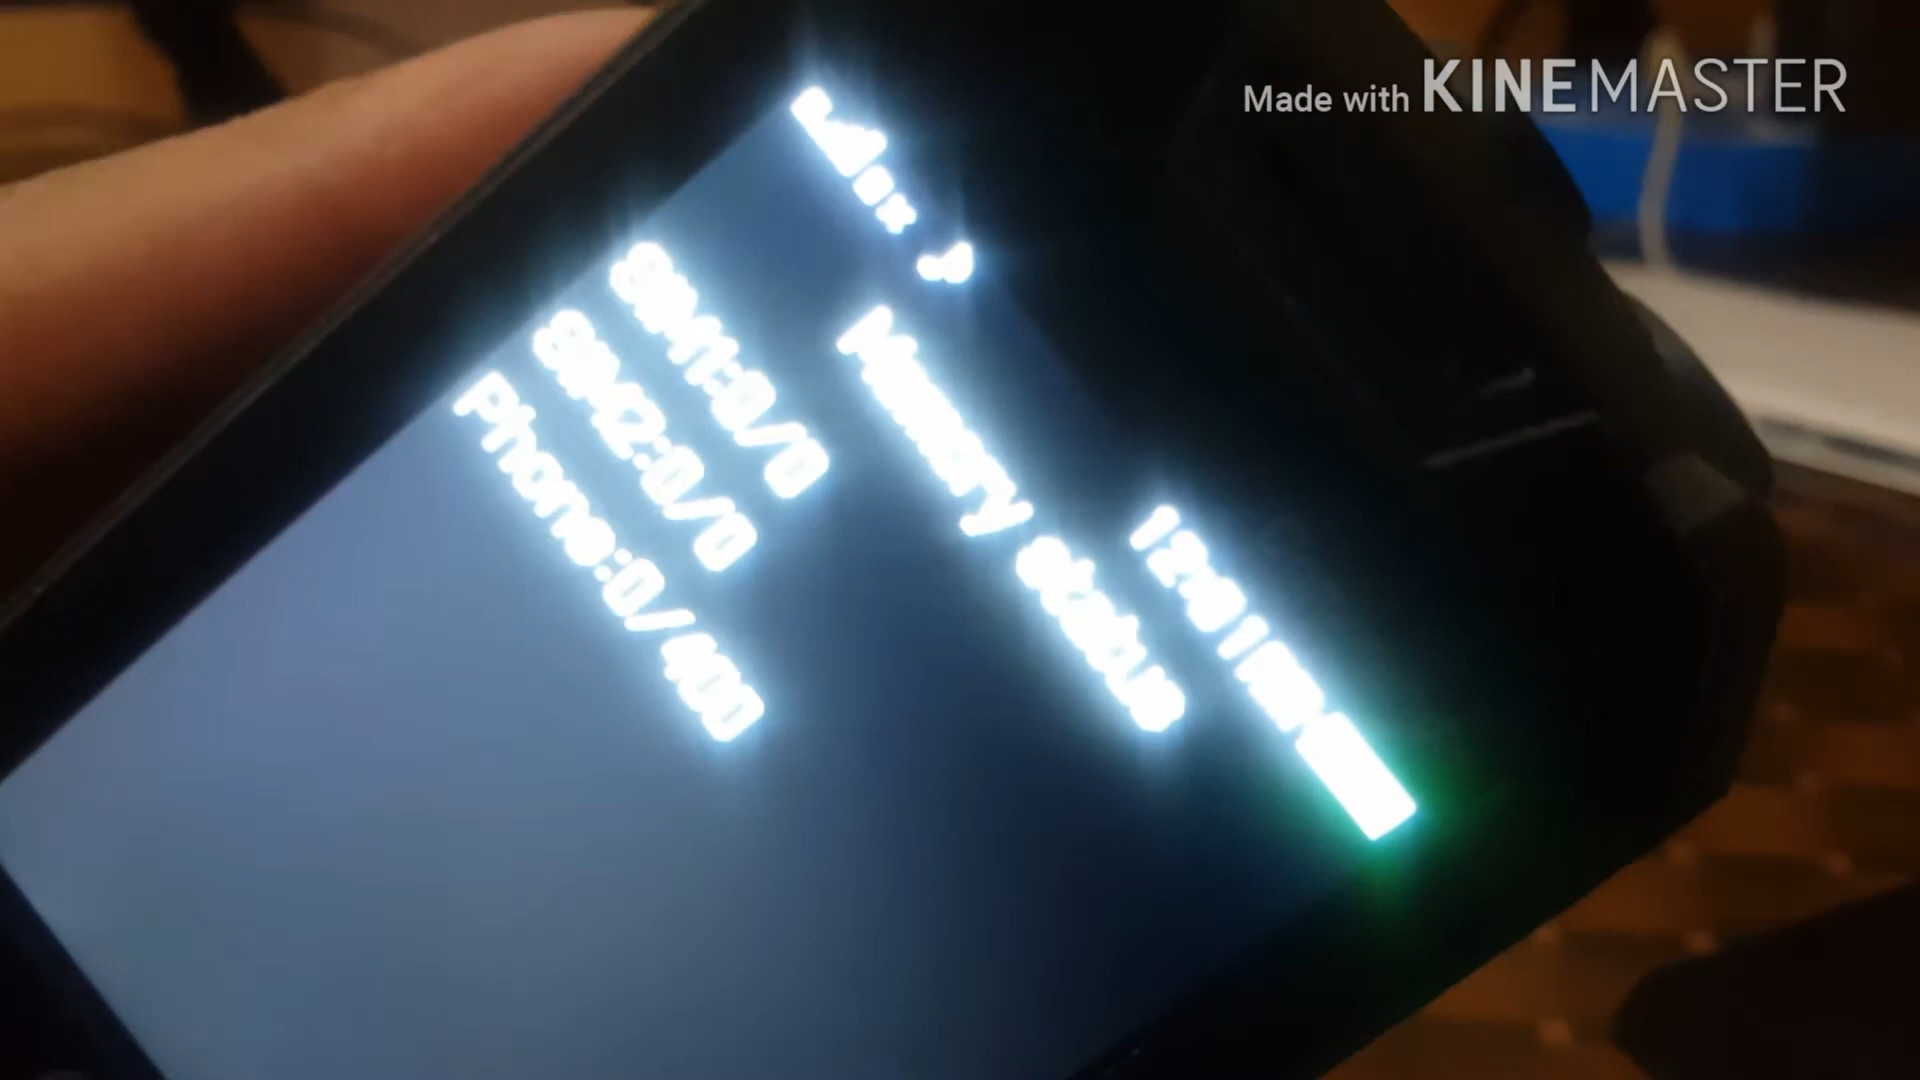 Made with KINEMASTER
Memory status
SIM1:0/0
SIM2:0/0
Phone:0/400